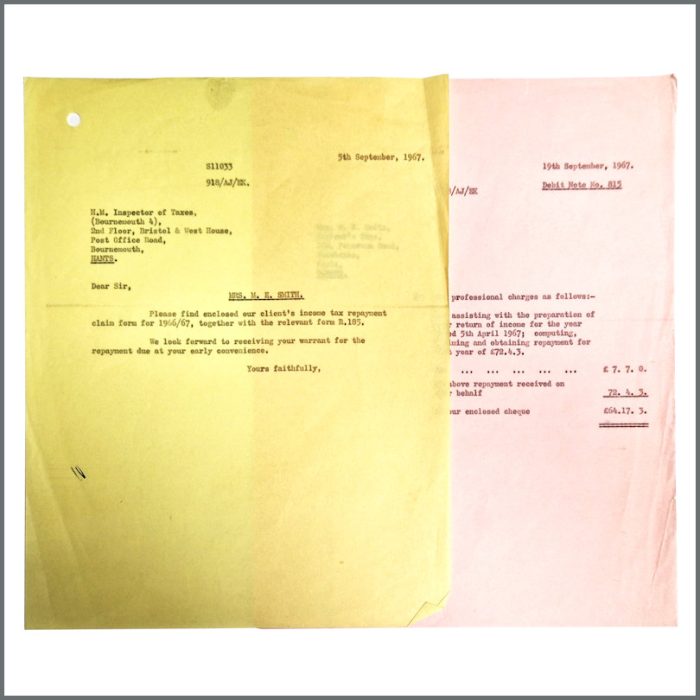 5th September, 1967.
S11033
918/AJ/EK.
H.M. Inspector of Taxes,
(Bournemouth 4),
2nd Floor, Bristol & West House,
Post Office Road,
Bournemouth,
HANTS.
Dear Sir,
MRS. M. E. SMITH.
Please find enclosed our client's income tax repayment
claim form for 1966/67, together with the relevant form R.185.
We look forward to receiving your warrant for the
repayment due at your early convenience.
Yours faithfully,
19th September, 1967.
/AJ/EK
Debit Note No. 815
professional charges as follows:-
assisting with the preparation of
return of income for the year
5th April 1967; computing,
and obtaining repayment for
year of £72.4.3.
... ... ... ... ... £ 7. 7. 0.
above repayment received on
behalf 72. 4. 3.
enclosed cheque £64.17. 3.